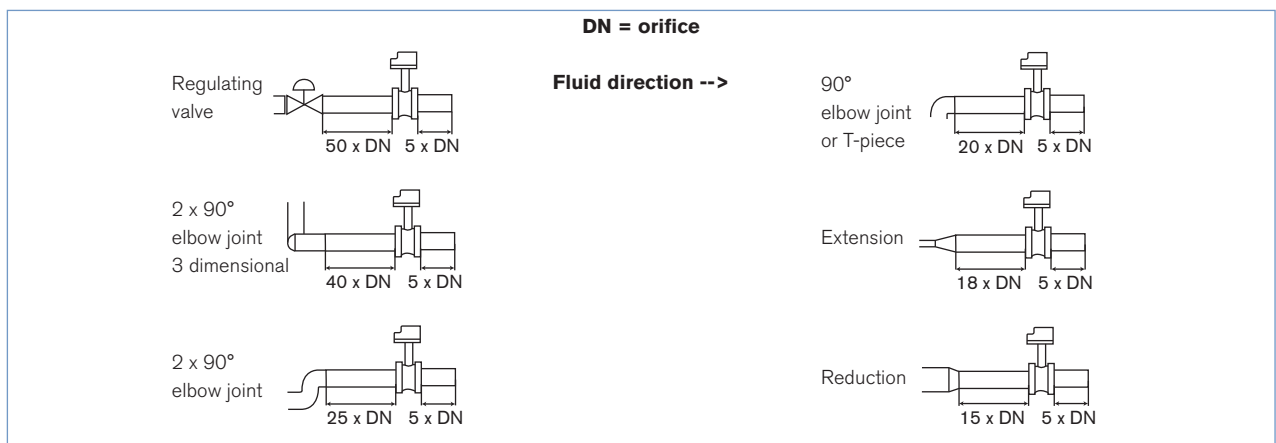 DN = orifice
Fluid direction -->
Regulating
valve
50 x DN 5 x DN
90°
elbow joint
or T-piece
20 x DN 5 x DN
2 x 90°
elbow joint
3 dimensional
40 x DN 5 x DN
Extension
18 x DN 5 x DN
2 x 90°
elbow joint
25 x DN 5 x DN
Reduction
15 x DN 5 x DN